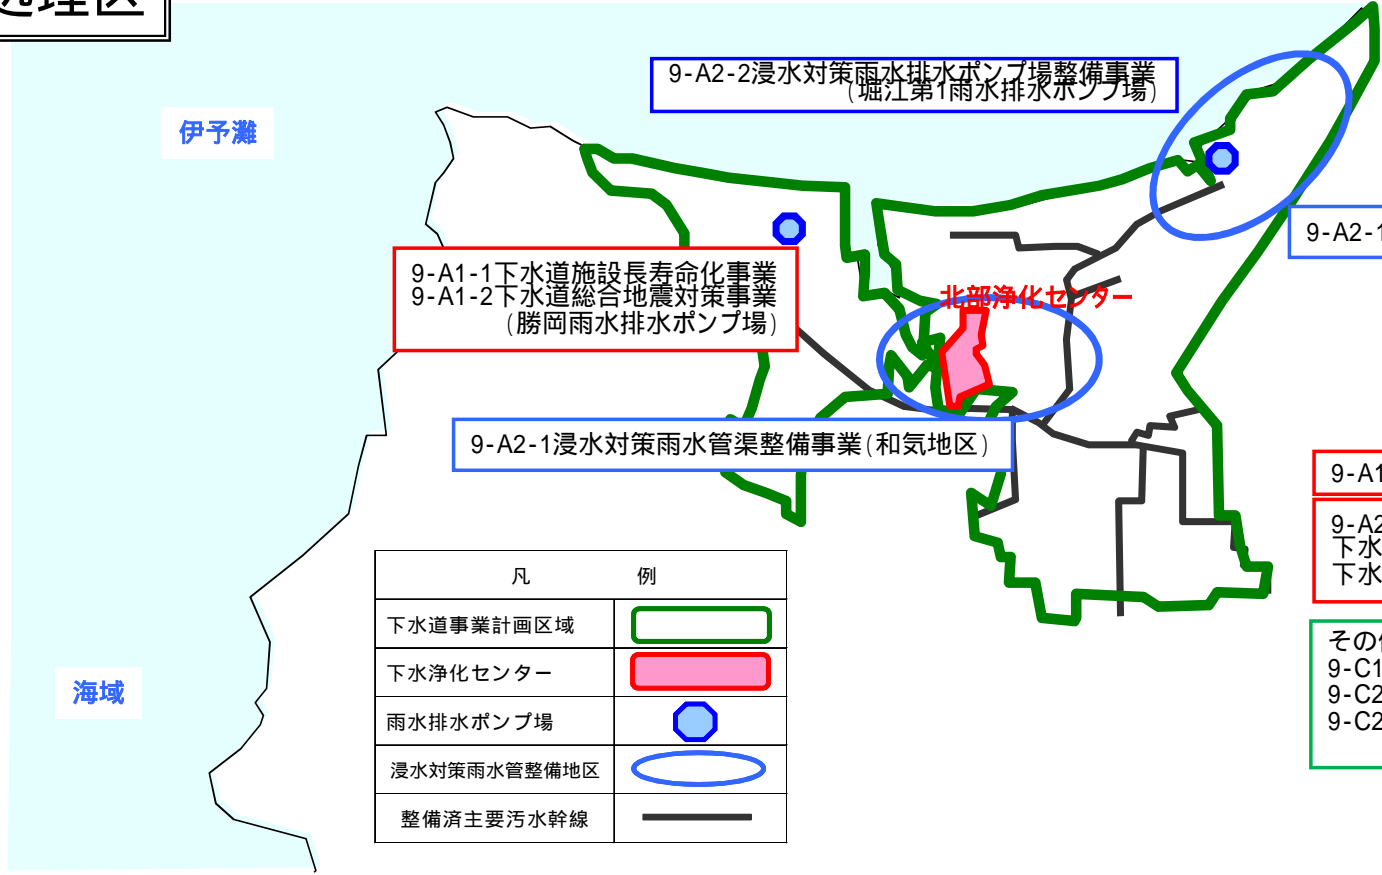 処理区
9-A2-2浸水対策雨水排水ポンプ場整備事業
(堀江第1雨水排水ポンプ場)
伊予灘
9-A2-1
9-A1-1下水道施設長寿命化事業
9-A1-2下水道総合地震対策事業
(勝岡雨水排水ポンプ場)
北部浄化センター
9-A2-1浸水対策雨水管渠整備事業(和気地区)
9-A1
9-A2
下水
下水
その他
9-C1
9-C2
9-C2
海域
凡 例
下水道事業計画区域
下水浄化センター
雨水排水ポンプ場
浸水対策雨水管整備地区
整備済主要汚水幹線